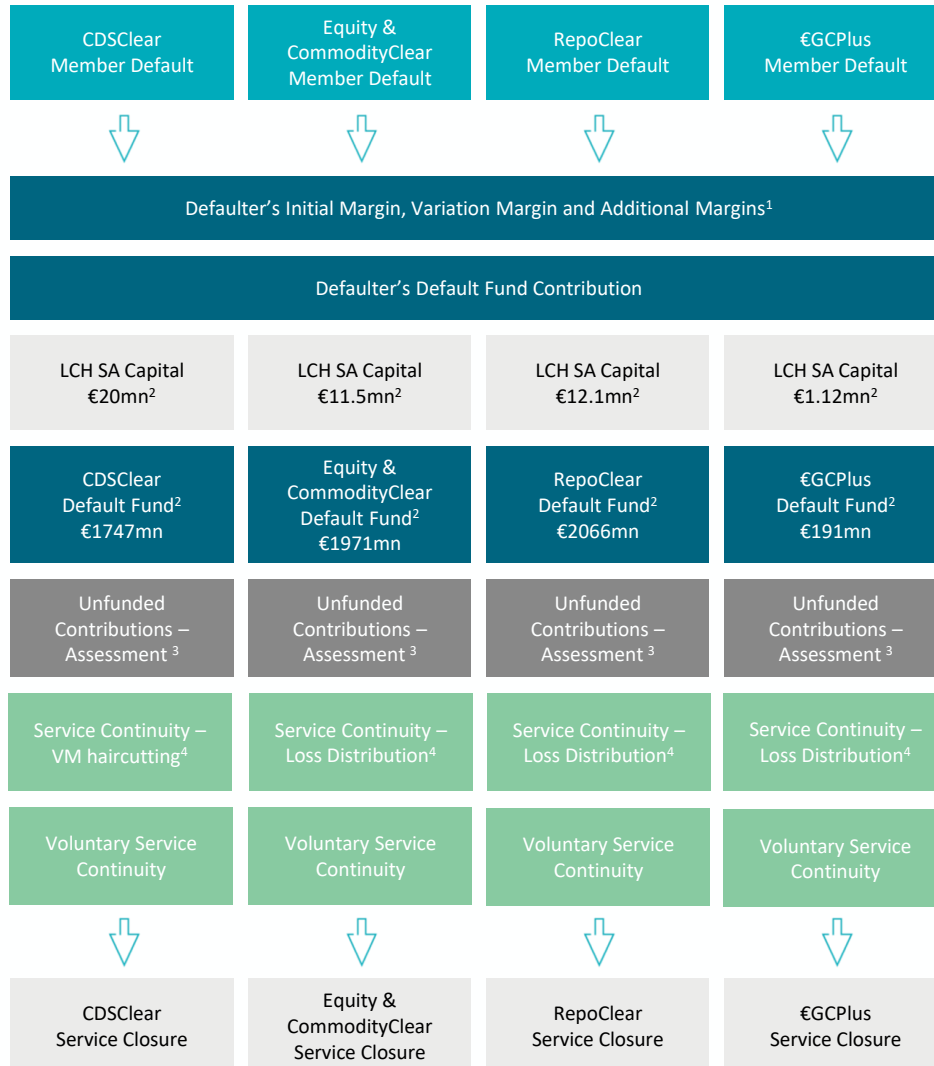 CDSClear
Member Default
Equity &
CommodityClear
Member Default
RepoClear
Member Default
€GCPlus
Member Default
Defaulter's Initial Margin, Variation Margin and Additional Margins¹
Defaulter's Default Fund Contribution
LCH SA Capital
€20mn²
LCH SA Capital
€11.5mn²
LCH SA Capital
€12.1mn²
LCH SA Capital
€1.12mn²
CDSClear
Default Fund²
€1747mn
Equity &
CommodityClear
Default Fund²
€1971mn
RepoClear
Default Fund²
€2066mn
€GCPlus
Default Fund²
€191mn
Unfunded
Contributions –
Assessment ³
Unfunded
Contributions –
Assessment ³
Unfunded
Contributions –
Assessment ³
Unfunded
Contributions –
Assessment ³
Service Continuity –
VM haircutting⁴
Service Continuity –
Loss Distribution⁴
Service Continuity –
Loss Distribution⁴
Service Continuity –
Loss Distribution⁴
Voluntary Service
Continuity
Voluntary Service
Continuity
Voluntary Service
Continuity
Voluntary Service
Continuity
CDSClear
Service Closure
Equity &
CommodityClear
Service Closure
RepoClear
Service Closure
€GCPlus
Service Closure